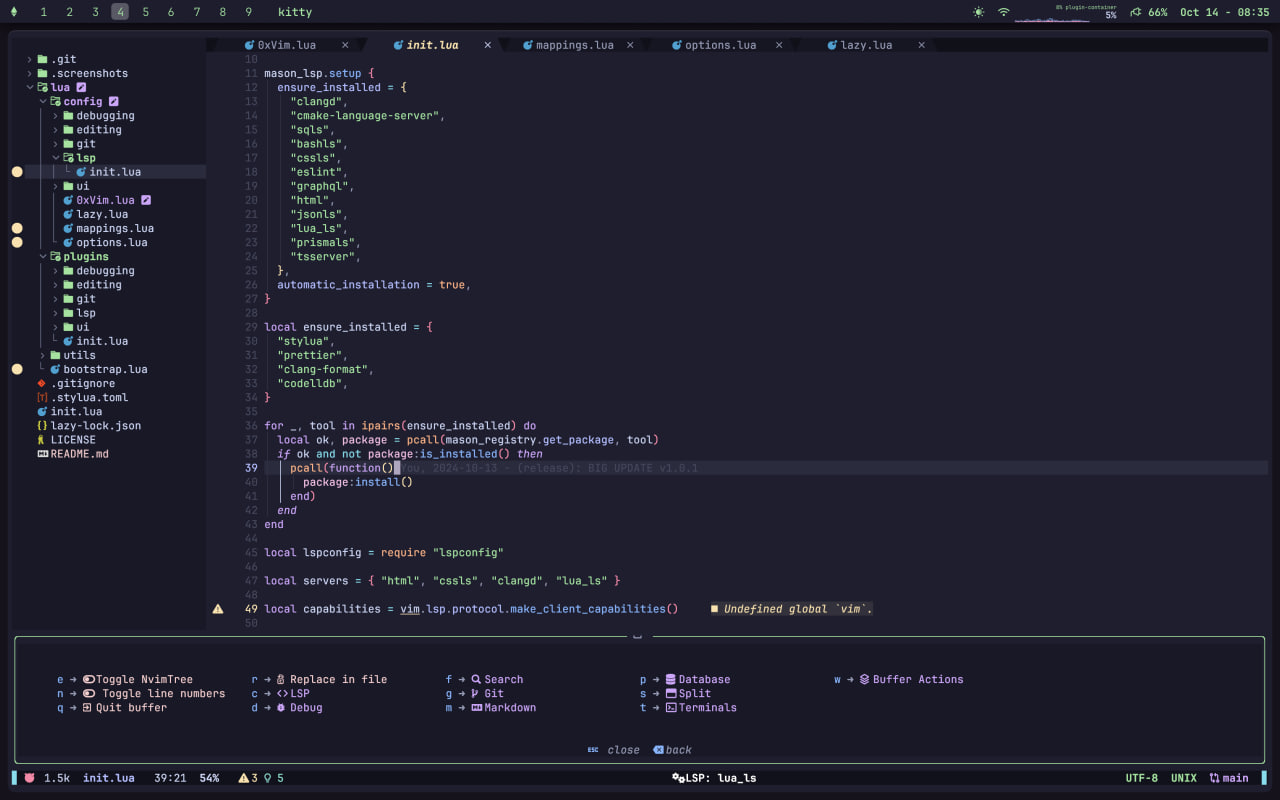 1 2 3 4 5 6 7 8 9 kitty
8% plugin-container
5%
66% Oct 14 - 08:35
0xVim.lua × init.lua × mappings.lua × options.lua × lazy.lua ×
.git
.screenshots
lua
config
debugging
editing
git
lsp
init.lua
ui
0xVim.lua
lazy.lua
mappings.lua
options.lua
plugins
debugging
editing
git
lsp
ui
init.lua
utils
bootstrap.lua
.gitignore
.stylua.toml
init.lua
lazy-lock.json
LICENSE
README.md
10
11 mason_lsp.setup {
12 ensure_installed = {
13 "clangd",
14 "cmake-language-server",
15 "sqls",
16 "bashls",
17 "cssls",
18 "eslint",
19 "graphql",
20 "html",
21 "jsonls",
22 "lua_ls",
23 "prismals",
24 "tsserver",
25 },
26 automatic_installation = true,
27 }
28
29 local ensure_installed = {
30 "stylua",
31 "prettier",
32 "clang-format",
33 "codelldb",
34 }
35
36 for _, tool in ipairs(ensure_installed) do
37 local ok, package = pcall(mason_registry.get_package, tool)
38 if ok and not package:is_installed() then
39 pcall(function() You, 2024-10-13 - (release): BIG UPDATE v1.0.1
40 package:install()
41 end)
42 end
43 end
44
45 local lspconfig = require "lspconfig"
46
47 local servers = { "html", "cssls", "clangd", "lua_ls" }
48
49 local capabilities = vim.lsp.protocol.make_client_capabilities() Undefined global `vim`.
50
e → Toggle NvimTree r → Replace in file f → Search p → Database w → Buffer Actions
n → Toggle line numbers c → LSP g → Git s → Split
q → Quit buffer d → Debug m → Markdown t → Terminals
ESC close back
1.5k init.lua 39:21 54% 3 5 LSP: lua_ls UTF-8 UNIX main